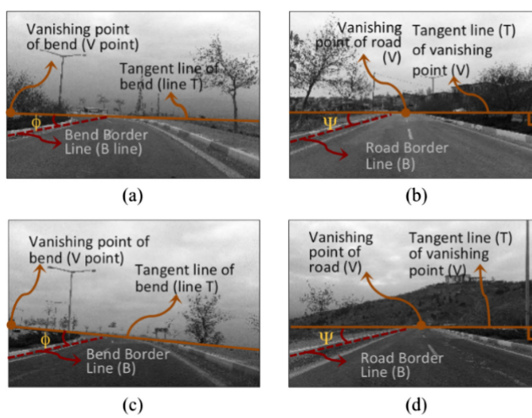 Vanishing point
of bend (V point)
Tangent line of
bend (line T)
ϕ
Bend Border
Line (B line)
(a)
Vanishing
point of road
(V)
Tangent line (T)
of vanishing
point (V)
Ψ
Road Border
Line (B)
(b)
Vanishing point of
bend (V point)
Tangent line of
bend (line T)
ϕ
Bend Border
Line (B)
(c)
Vanishing
point of
road (V)
Tangent line (T)
of vanishing
point (V)
Ψ
Road Border
Line (B)
(d)